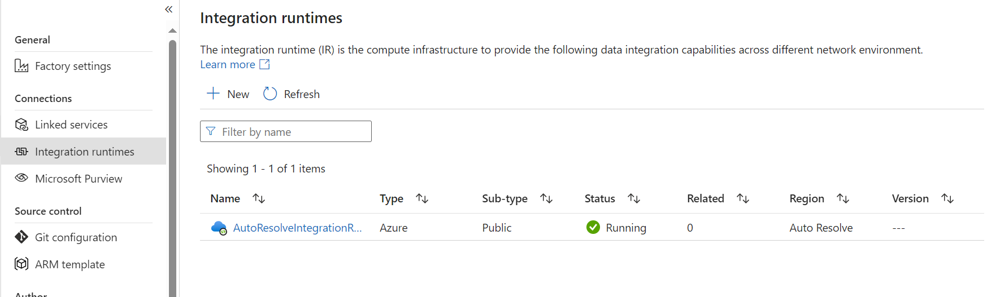 General
Factory settings
Connections
Linked services
Integration runtimes
Microsoft Purview
Source control
Git configuration
ARM template
Author
Integration runtimes
The integration runtime (IR) is the compute infrastructure to provide the following data integration capabilities across different network environment.
Learn more
New Refresh
Filter by name
Showing 1 - 1 of 1 items
Name Type Sub-type Status Related Region Version
AutoResolveIntegrationR... Azure Public Running 0 Auto Resolve ---